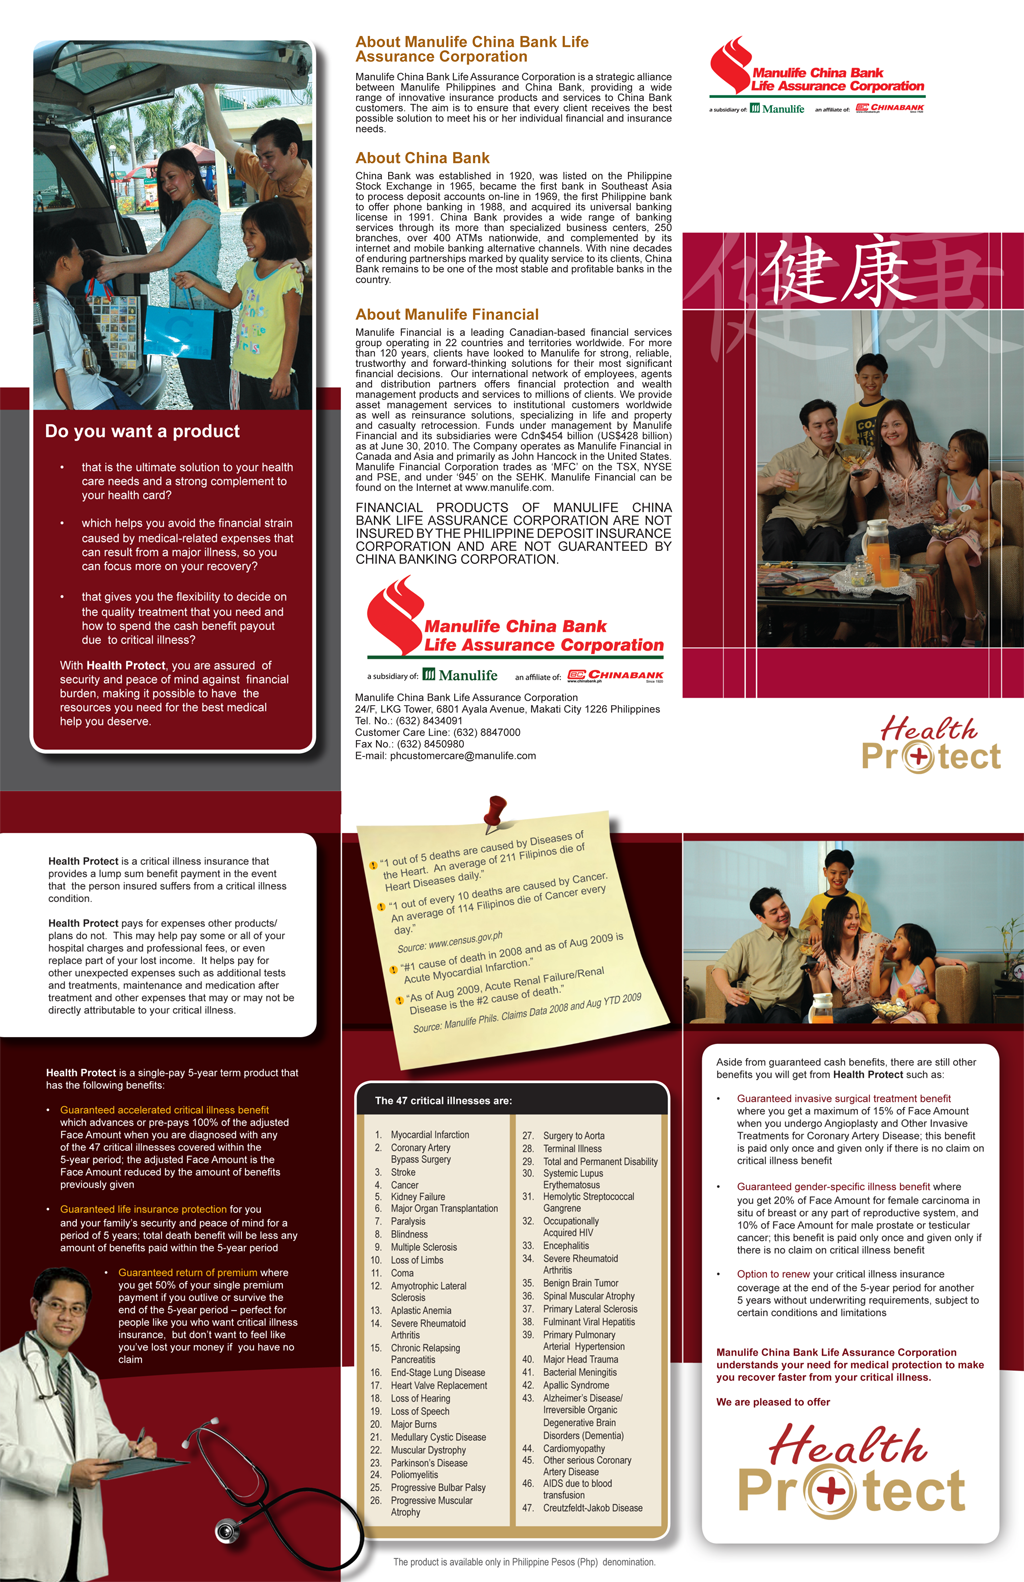 Do you want a product
• that is the ultimate solution to your health
care needs and a strong complement to
your health card?
• which helps you avoid the financial strain
caused by medical-related expenses that
can result from a major illness, so you
can focus more on your recovery?
• that gives you the flexibility to decide on
the quality treatment that you need and
how to spend the cash benefit payout
due to critical illness?
With Health Protect, you are assured of
security and peace of mind against financial
burden, making it possible to have the
resources you need for the best medical
help you deserve.
About Manulife China Bank Life
Assurance Corporation
Manulife China Bank Life Assurance Corporation is a strategic alliance
between Manulife Philippines and China Bank, providing a wide
range of innovative insurance products and services to China Bank
customers. The aim is to ensure that every client receives the best
possible solution to meet his or her individual financial and insurance
needs.
About China Bank
China Bank was established in 1920, was listed on the Philippine
Stock Exchange in 1965, became the first bank in Southeast Asia
to process deposit accounts on-line in 1969, the first Philippine bank
to offer phone banking in 1988, and acquired its universal banking
license in 1991. China Bank provides a wide range of banking
services through its more than specialized business centers, 250
branches, over 400 ATMs nationwide, and complemented by its
internet and mobile banking alternative channels. With nine decades
of enduring partnerships marked by quality service to its clients, China
Bank remains to be one of the most stable and profitable banks in the
country.
About Manulife Financial
Manulife Financial is a leading Canadian-based financial services
group operating in 22 countries and territories worldwide. For more
than 120 years, clients have looked to Manulife for strong, reliable,
trustworthy and forward-thinking solutions for their most significant
financial decisions. Our international network of employees, agents
and distribution partners offers financial protection and wealth
management products and services to millions of clients. We provide
asset management services to institutional customers worldwide
as well as reinsurance solutions, specializing in life and property
and casualty retrocession. Funds under management by Manulife
Financial and its subsidiaries were Cdn$454 billion (US$428 billion)
as at June 30, 2010. The Company operates as Manulife Financial in
Canada and Asia and primarily as John Hancock in the United States.
Manulife Financial Corporation trades as ‘MFC’ on the TSX, NYSE
and PSE, and under ‘945’ on the SEHK. Manulife Financial can be
found on the Internet at www.manulife.com.
FINANCIAL PRODUCTS OF MANULIFE CHINA
BANK LIFE ASSURANCE CORPORATION ARE NOT
INSURED BY THE PHILIPPINE DEPOSIT INSURANCE
CORPORATION AND ARE NOT GUARANTEED BY
CHINA BANKING CORPORATION.
Manulife China Bank
Life Assurance Corporation
a subsidiary of: Manulife an affiliate of: CHINABANK
www.chinabank.ph Since 1920
Manulife China Bank Life Assurance Corporation
24/F, LKG Tower, 6801 Ayala Avenue, Makati City 1226 Philippines
Tel. No.: (632) 8434091
Customer Care Line: (632) 8847000
Fax No.: (632) 8450980
E-mail: phcustomercare@manulife.com
Manulife China Bank
Life Assurance Corporation
a subsidiary of: Manulife an affiliate of: CHINABANK
健康
健康
Health
Protect
Health Protect is a critical illness insurance that
provides a lump sum benefit payment in the event
that the person insured suffers from a critical illness
condition.
Health Protect pays for expenses other products/
plans do not. This may help pay some or all of your
hospital charges and professional fees, or even
replace part of your lost income. It helps pay for
other unexpected expenses such as additional tests
and treatments, maintenance and medication after
treatment and other expenses that may or may not be
directly attributable to your critical illness.
Health Protect is a single-pay 5-year term product that
has the following benefits:
• Guaranteed accelerated critical illness benefit
which advances or pre-pays 100% of the adjusted
Face Amount when you are diagnosed with any
of the 47 critical illnesses covered within the
5-year period; the adjusted Face Amount is the
Face Amount reduced by the amount of benefits
previously given
• Guaranteed life insurance protection for you
and your family’s security and peace of mind for a
period of 5 years; total death benefit will be less any
amount of benefits paid within the 5-year period
• Guaranteed return of premium where
you get 50% of your single premium
payment if you outlive or survive the
end of the 5-year period – perfect for
people like you who want critical illness
insurance, but don’t want to feel like
you’ve lost your money if you have no
claim
“1 out of 5 deaths are caused by Diseases of
the Heart. An average of 211 Filipinos die of
Heart Diseases daily.”
“1 out of every 10 deaths are caused by Cancer.
An average of 114 Filipinos die of Cancer every
day.”
Source: www.census.gov.ph
“#1 cause of death in 2008 and as of Aug 2009 is
Acute Myocardial Infarction.”
“As of Aug 2009, Acute Renal Failure/Renal
Disease is the #2 cause of death.”
Source: Manulife Phils. Claims Data 2008 and Aug YTD 2009
The 47 critical illnesses are:
1. Myocardial Infarction
2. Coronary Artery
Bypass Surgery
3. Stroke
4. Cancer
5. Kidney Failure
6. Major Organ Transplantation
7. Paralysis
8. Blindness
9. Multiple Sclerosis
10. Loss of Limbs
11. Coma
12. Amyotrophic Lateral
Sclerosis
13. Aplastic Anemia
14. Severe Rheumatoid
Arthritis
15. Chronic Relapsing
Pancreatitis
16. End-Stage Lung Disease
17. Heart Valve Replacement
18. Loss of Hearing
19. Loss of Speech
20. Major Burns
21. Medullary Cystic Disease
22. Muscular Dystrophy
23. Parkinson’s Disease
24. Poliomyelitis
25. Progressive Bulbar Palsy
26. Progressive Muscular
Atrophy
27. Surgery to Aorta
28. Terminal Illness
29. Total and Permanent Disability
30. Systemic Lupus
Erythematosus
31. Hemolytic Streptococcal
Gangrene
32. Occupationally
Acquired HIV
33. Encephalitis
34. Severe Rheumatoid
Arthritis
35. Benign Brain Tumor
36. Spinal Muscular Atrophy
37. Primary Lateral Sclerosis
38. Fulminant Viral Hepatitis
39. Primary Pulmonary
Arterial Hypertension
40. Major Head Trauma
41. Bacterial Meningitis
42. Apallic Syndrome
43. Alzheimer’s Disease/
Irreversible Organic
Degenerative Brain
Disorders (Dementia)
44. Cardiomyopathy
45. Other serious Coronary
Artery Disease
46. AIDS due to blood
transfusion
47. Creutzfeldt-Jakob Disease
The product is available only in Philippine Pesos (Php) denomination.
Aside from guaranteed cash benefits, there are still other
benefits you will get from Health Protect such as:
• Guaranteed invasive surgical treatment benefit
where you get a maximum of 15% of Face Amount
when you undergo Angioplasty and Other Invasive
Treatments for Coronary Artery Disease; this benefit
is paid only once and given only if there is no claim on
critical illness benefit
• Guaranteed gender-specific illness benefit where
you get 20% of Face Amount for female carcinoma in
situ of breast or any part of reproductive system, and
10% of Face Amount for male prostate or testicular
cancer; this benefit is paid only once and given only if
there is no claim on critical illness benefit
• Option to renew your critical illness insurance
coverage at the end of the 5-year period for another
5 years without underwriting requirements, subject to
certain conditions and limitations
Manulife China Bank Life Assurance Corporation
understands your need for medical protection to make
you recover faster from your critical illness.
We are pleased to offer
Health
Protect